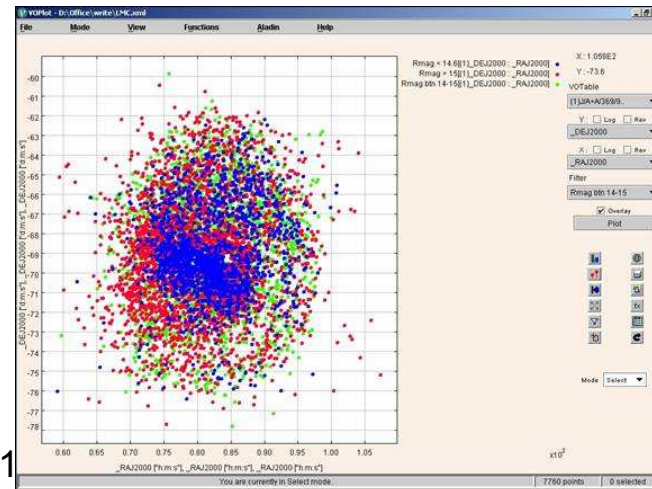 VOPlot - D:\Office\write\LMC.xml
File Mode View Functions Aladin Help
Rmag < 14.6[(1)_DEJ2000 : _RAJ2000]
Rmag > 15[(1)_DEJ2000 : _RAJ2000]
Rmag btn 14-15[(1)_DEJ2000 : _RAJ2000]
X : 1.059E2
Y : -73.6
VOTable
(1)J/A+A/369/9..
Y: Log Rev
_DEJ2000
X: Log Rev
_RAJ2000
Filter
Rmag btn 14-15
Overlay
Plot
fx
Mode Select
-60
-61
-62
-63
-64
-65
-66
-67
-68
-69
-70
-71
-72
-73
-74
-75
-76
-77
-78
_DEJ2000 ["d:m:s"], _DEJ2000 ["d:m:s"], _DEJ2000 ["d:m:s"]
0.60 0.65 0.70 0.75 0.80 0.85 0.90 0.95 1.00 1.05
x10²
_RAJ2000 ["h:m:s"], _RAJ2000 ["h:m:s"], _RAJ2000 ["h:m:s"]
1
You are currently in Select mode. 7760 points 0 selected